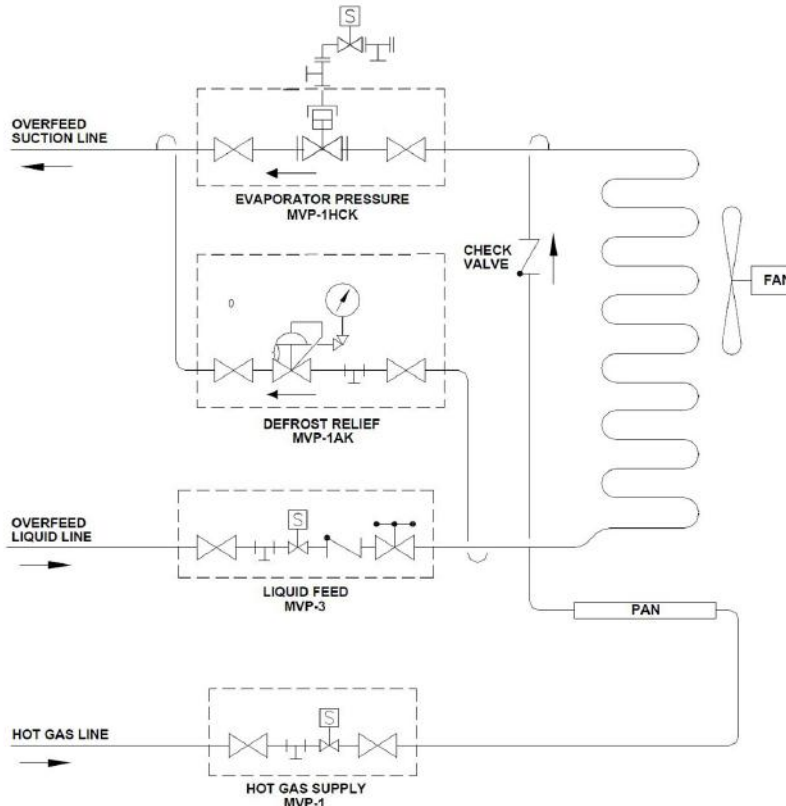 S
OVERFEED
SUCTION LINE
EVAPORATOR PRESSURE
MVP-1HCK
CHECK
VALVE
FAN
DEFROST RELIEF
MVP-1AK
OVERFEED
LIQUID LINE
S
LIQUID FEED
MVP-3
PAN
HOT GAS LINE
S
HOT GAS SUPPLY
MVP-1